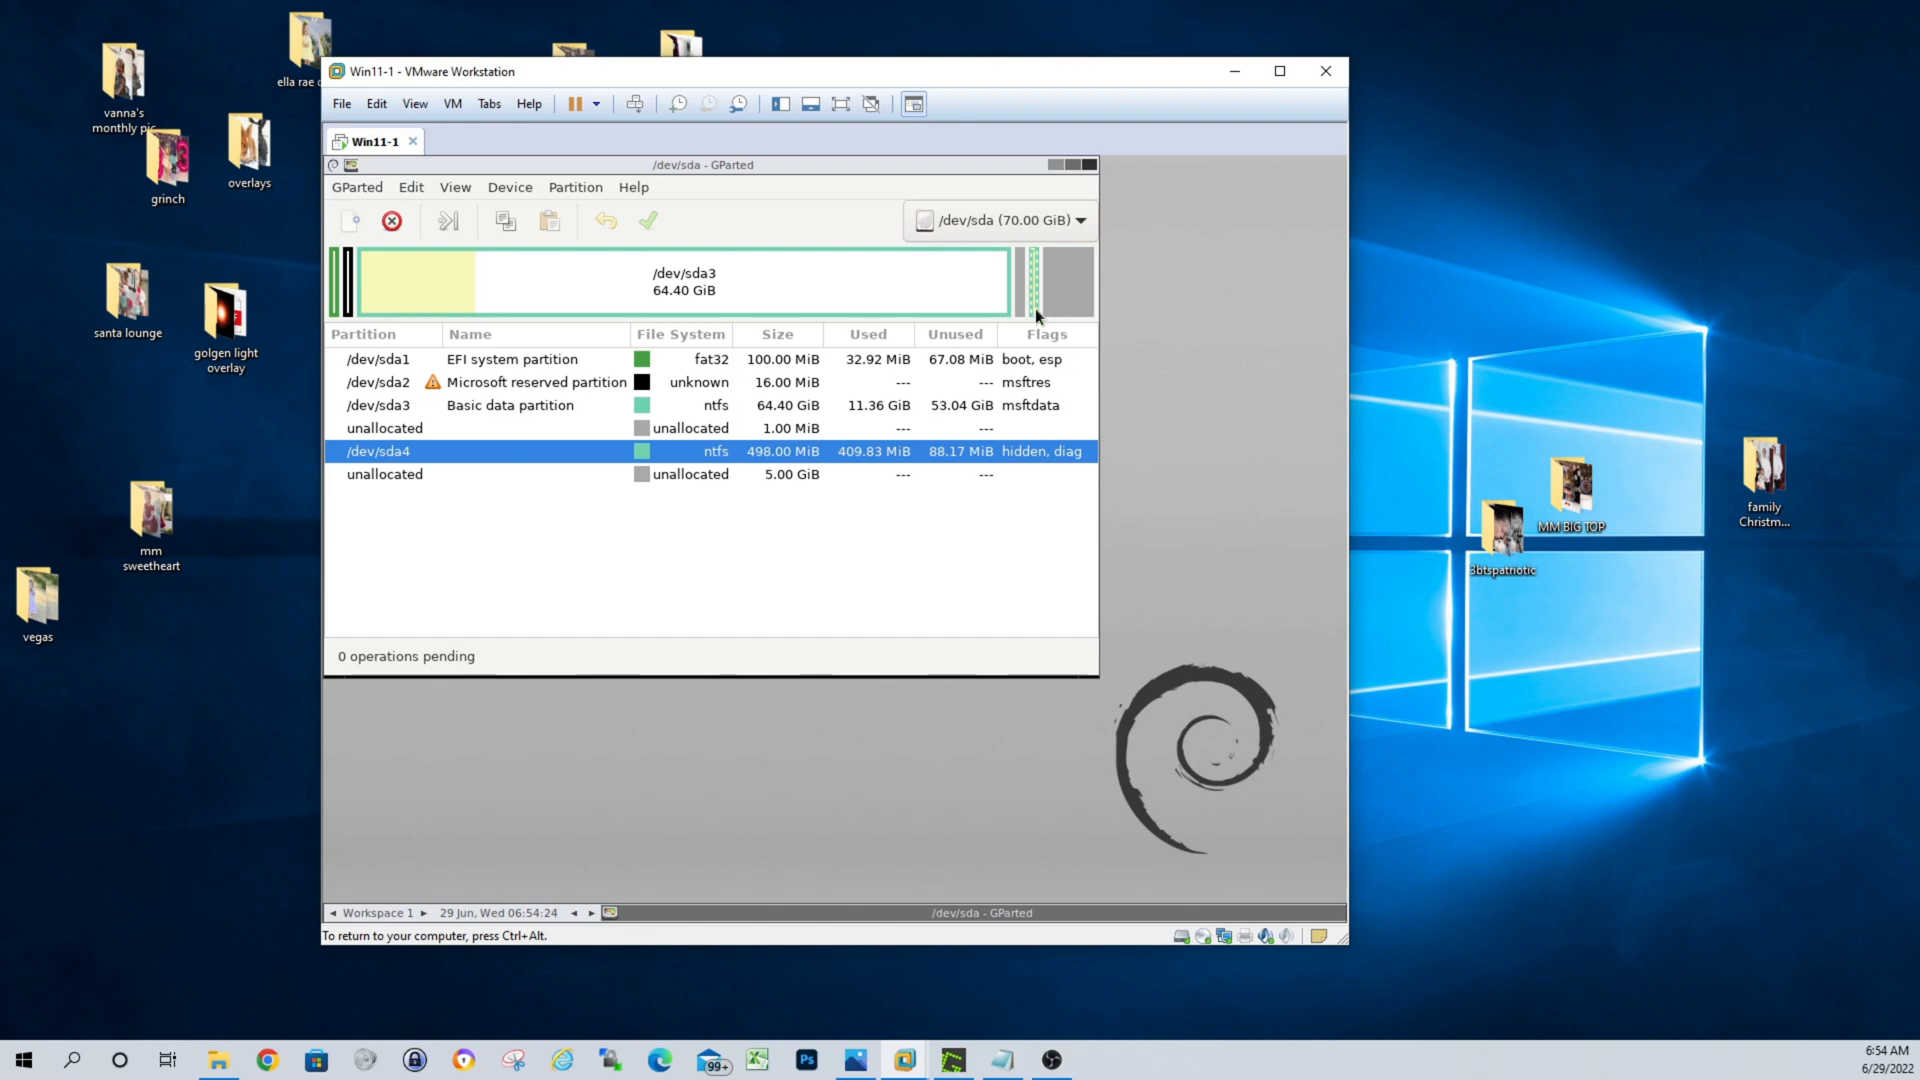 vanna's
monthly pic
ella rae
grinch
overlays
santa lounge
golgen light
overlay
mm
sweetheart
vegas
Win11-1 - VMware Workstation
File Edit View VM Tabs Help
Win11-1
/dev/sda - GParted
GParted Edit View Device Partition Help
/dev/sda (70.00 GiB)
/dev/sda3
64.40 GiB
Partition Name File System Size Used Unused Flags
/dev/sda1 EFI system partition fat32 100.00 MiB 32.92 MiB 67.08 MiB boot, esp
/dev/sda2 Microsoft reserved partition unknown 16.00 MiB --- --- msftres
/dev/sda3 Basic data partition ntfs 64.40 GiB 11.36 GiB 53.04 GiB msftdata
unallocated unallocated 1.00 MiB --- ---
/dev/sda4 ntfs 498.00 MiB 409.83 MiB 88.17 MiB hidden, diag
unallocated unallocated 5.00 GiB --- ---
0 operations pending
Workspace 1 29 Jun, Wed 06:54:24 /dev/sda - GParted
To return to your computer, press Ctrl+Alt.
MM BIG TOP
3btspatriotic
family
Christm...
99+
Ps
6:54 AM
6/29/2022